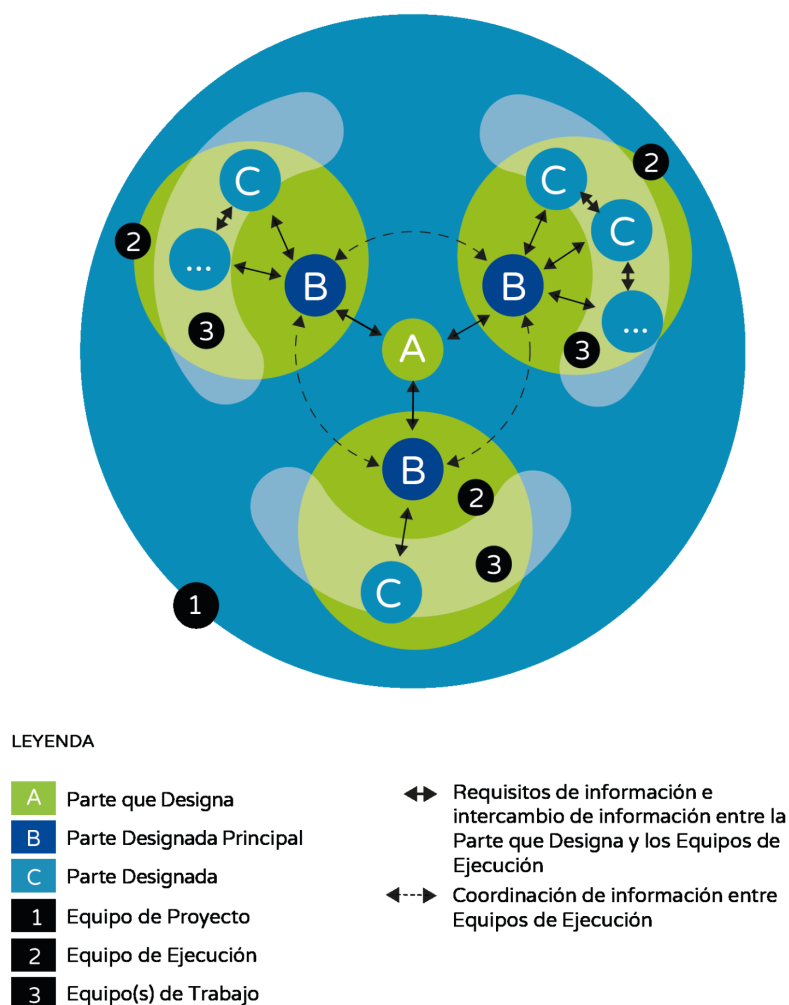 2
C
C
C
2
...
B
B
...
3
3
A
B
2
3
C
1
LEYENDA
A Parte que Designa
B Parte Designada Principal
C Parte Designada
1 Equipo de Proyecto
2 Equipo de Ejecución
3 Equipo(s) de Trabajo
Requisitos de información e
intercambio de información entre la
Parte que Designa y los Equipos de
Ejecución
Coordinación de información entre
Equipos de Ejecución